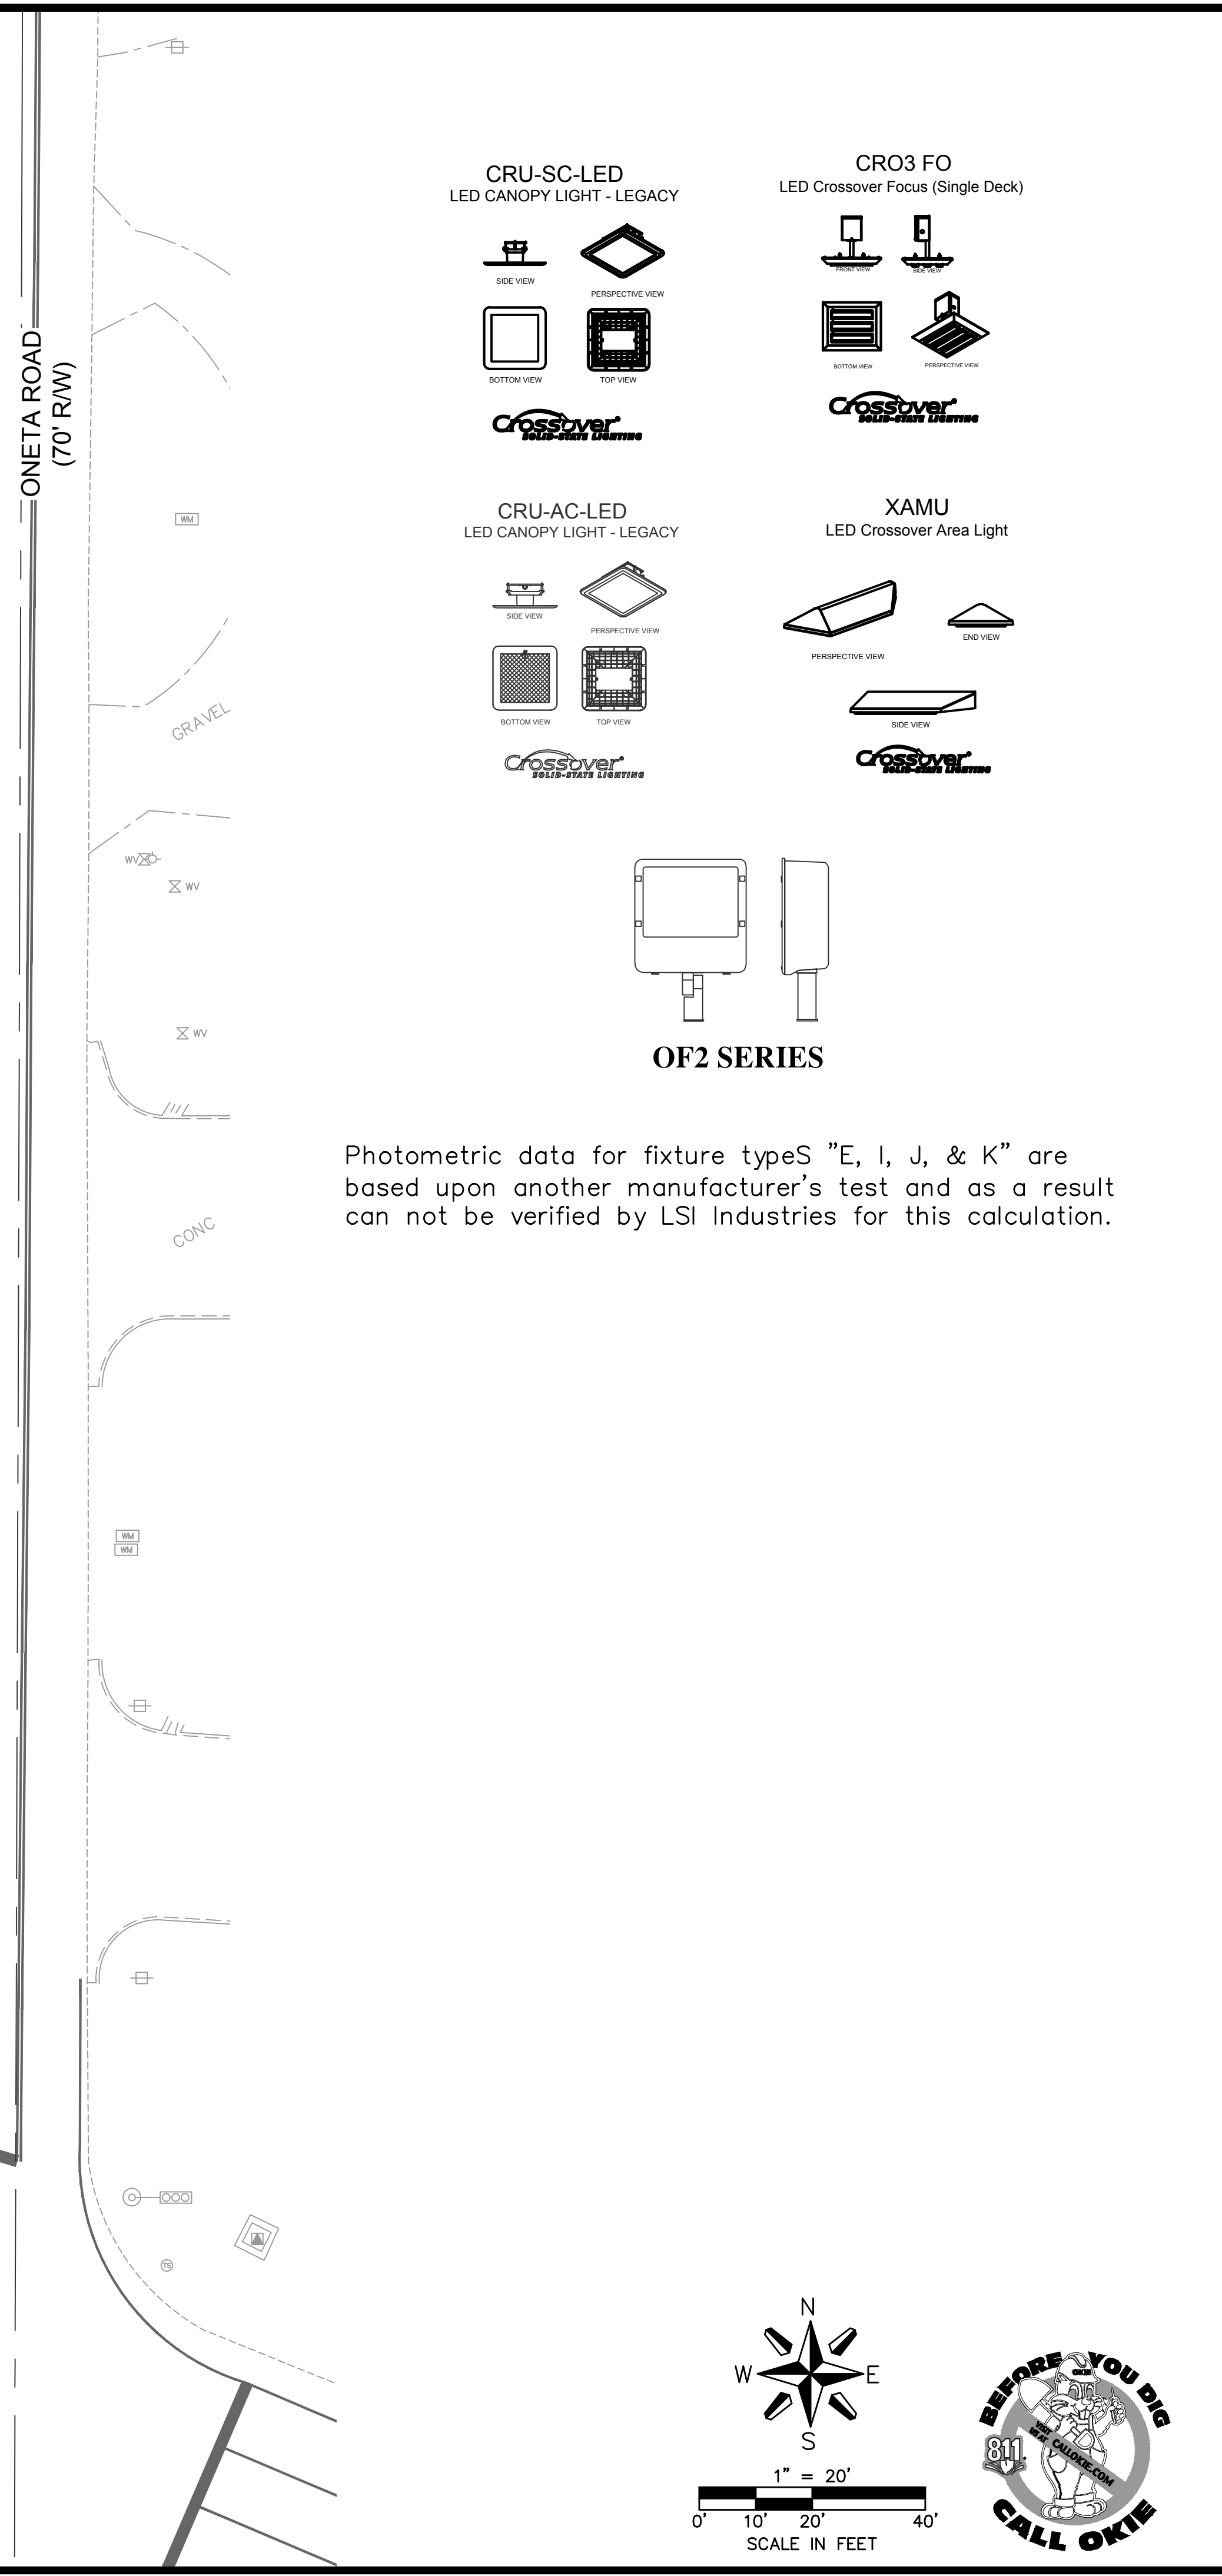 ONETA ROAD
(70' R/W)
CRU-SC-LED
LED CANOPY LIGHT - LEGACY
SIDE VIEW
PERSPECTIVE VIEW
BOTTOM VIEW
TOP VIEW
Crossover
SOLID-STATE LIGHTING
CRO3 FO
LED Crossover Focus (Single Deck)
FRONT VIEW
SIDE VIEW
BOTTOM VIEW
PERSPECTIVE VIEW
Crossover
SOLID-STATE LIGHTING
WM
CRU-AC-LED
LED CANOPY LIGHT - LEGACY
SIDE VIEW
PERSPECTIVE VIEW
BOTTOM VIEW
TOP VIEW
Crossover
SOLID-STATE LIGHTING
XAMU
LED Crossover Area Light
PERSPECTIVE VIEW
END VIEW
SIDE VIEW
Crossover
SOLID-STATE LIGHTING
GRAVEL
WV
WV
WV
OF2 SERIES
Photometric data for fixture typeS "E, I, J, & K" are
based upon another manufacturer's test and as a result
can not be verified by LSI Industries for this calculation.
CONC
WM
WM
TS
N
W E
S
1" = 20'
0' 10' 20' 40'
SCALE IN FEET
BEFORE YOU DIG
OKIE
811
VISIT
US AT CALLOKIE.COM
CALL OKIE